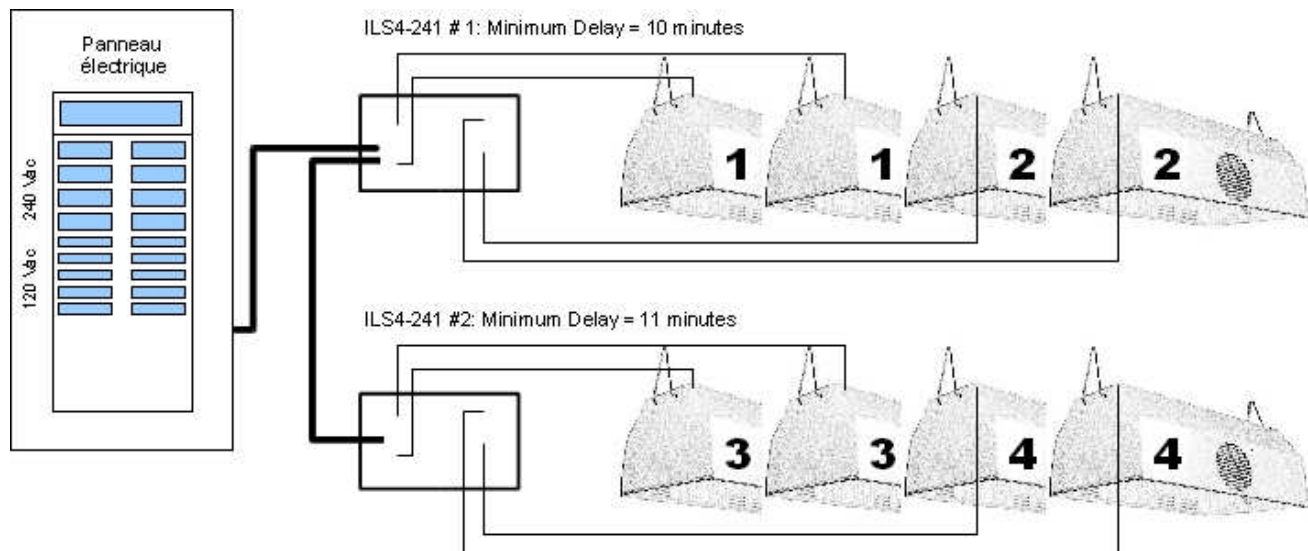 Panneau
électrique
240 Vac
120 Vac
ILS4-241 # 1: Minimum Delay = 10 minutes
1
1
2
2
ILS4-241 #2: Minimum Delay = 11 minutes
3
3
4
4